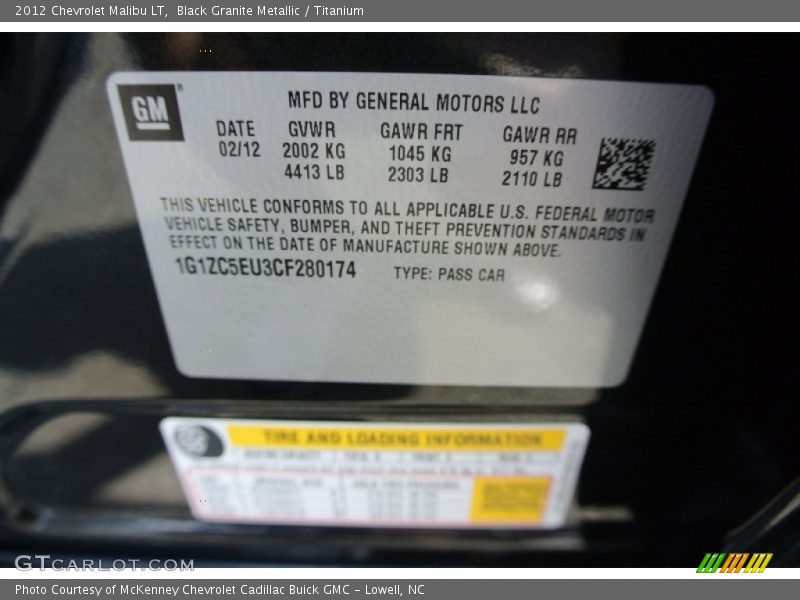 2012 Chevrolet Malibu LT, Black Granite Metallic / Titanium
GM
MFD BY GENERAL MOTORS LLC
DATE GVWR GAWR FRT GAWR RR
02/12 2002 KG 1045 KG 957 KG
4413 LB 2303 LB 2110 LB
THIS VEHICLE CONFORMS TO ALL APPLICABLE U.S. FEDERAL MOTOR
VEHICLE SAFETY, BUMPER, AND THEFT PREVENTION STANDARDS IN
EFFECT ON THE DATE OF MANUFACTURE SHOWN ABOVE.
1G1ZC5EU3CF280174 TYPE: PASS CAR
TIRE AND LOADING INFORMATION
GTCARLOT.COM
Photo Courtesy of McKenney Chevrolet Cadillac Buick GMC - Lowell, NC